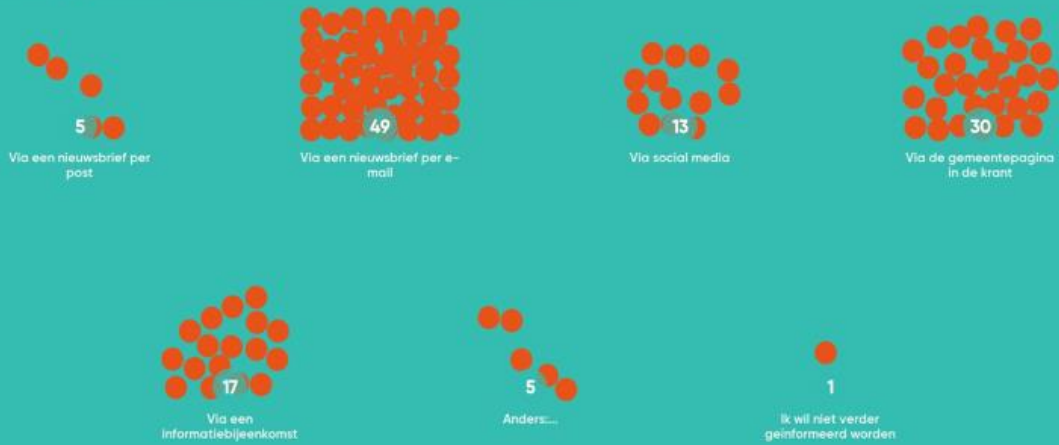 5
Via een nieuwsbrief per
post
49
Via een nieuwsbrief per e-
mail
13
Via social media
30
Via de gemeentepagina
in de krant
17
Via een
informatiebijeenkomst
5
Anders:...
1
Ik wil niet verder
geïnformeerd worden